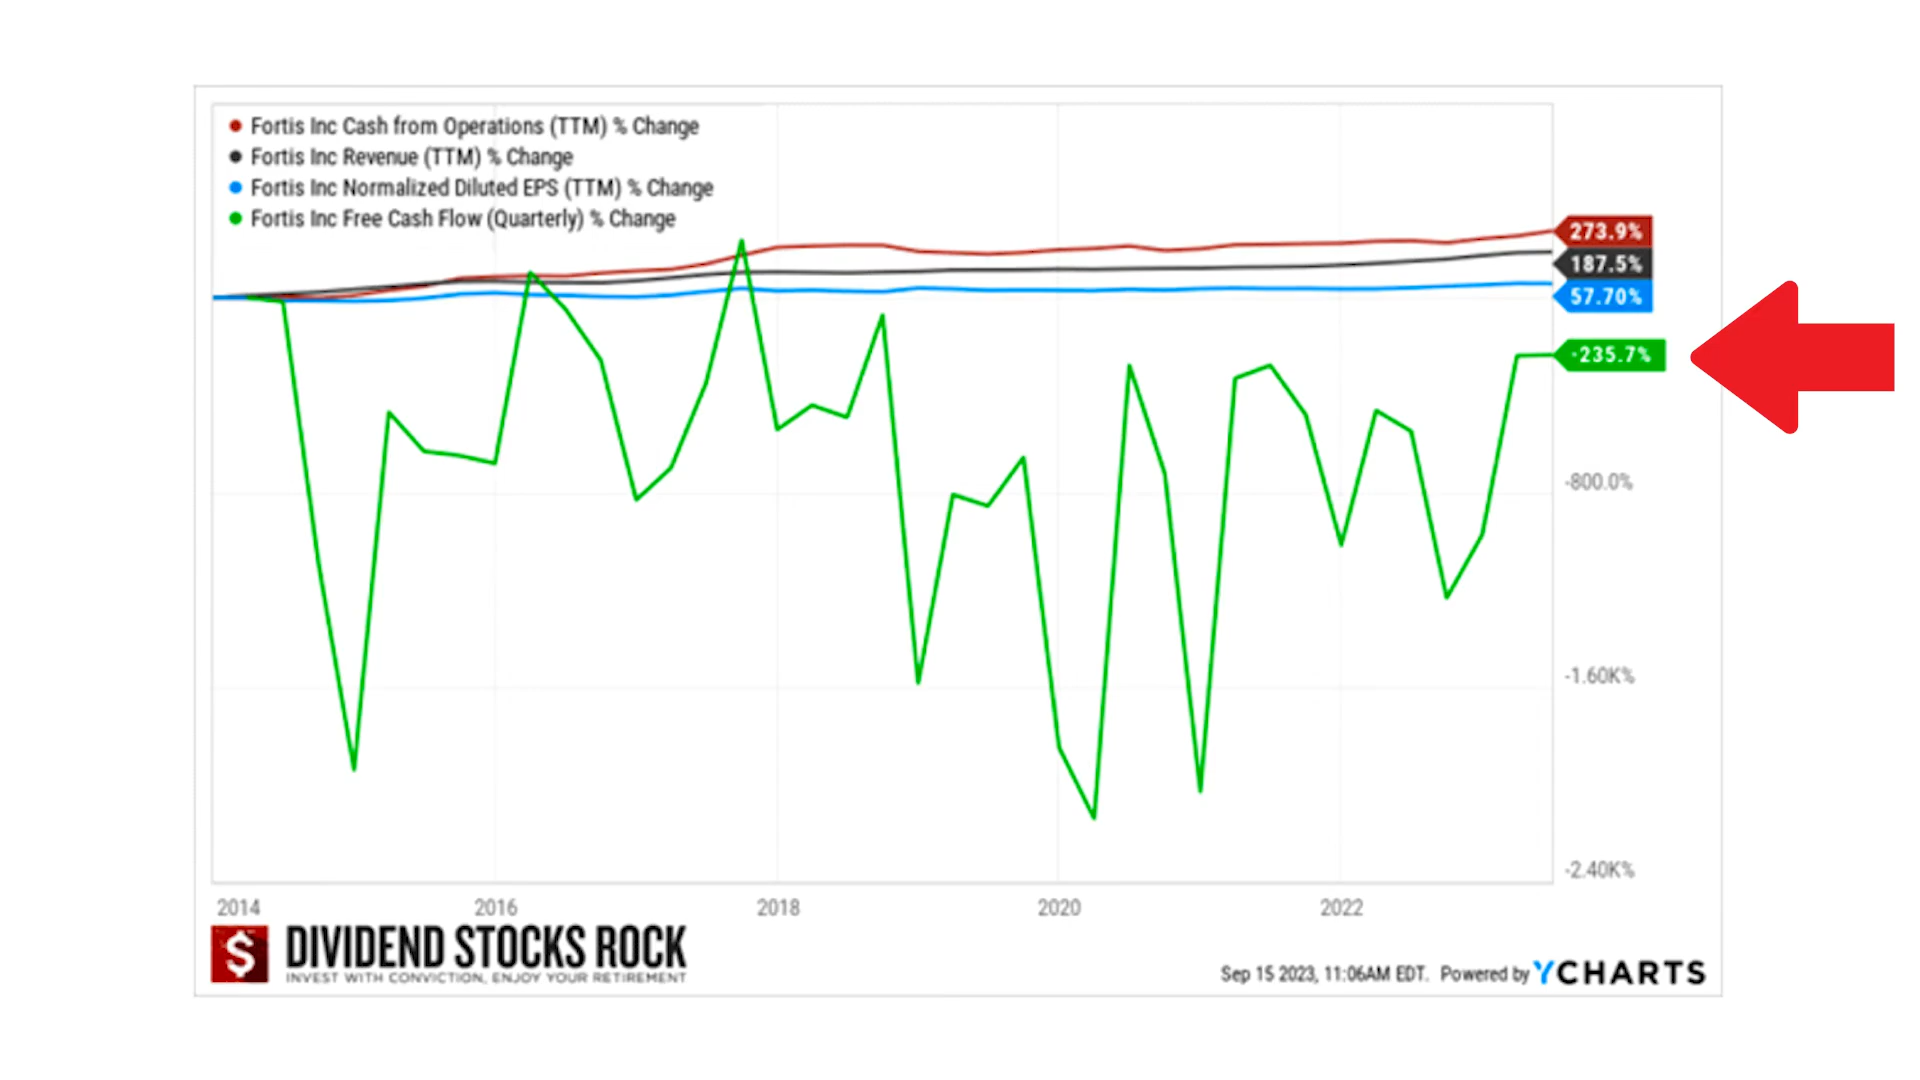 Fortis Inc Cash from Operations (TTM) % Change
Fortis Inc Revenue (TTM) % Change
Fortis Inc Normalized Diluted EPS (TTM) % Change
Fortis Inc Free Cash Flow (Quarterly) % Change
273.9%
187.5%
57.70%
-235.7%
-800.0%
-1.60K%
-2.40K%
2014 2016 2018 2020 2022
$ DIVIDEND STOCKS ROCK
INVEST WITH CONVICTION, ENJOY YOUR RETIREMENT
Sep 15 2023, 11:06AM EDT. Powered by YCHARTS